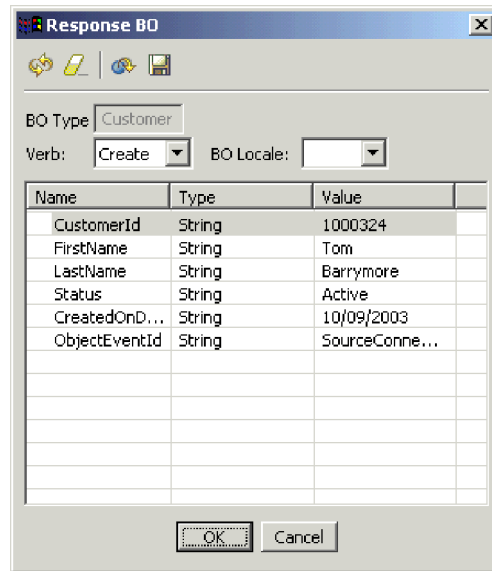 Response BO
BO Type Customer
Verb: Create BO Locale:
Name Type Value
CustomerId String 1000324
FirstName String Tom
LastName String Barrymore
Status String Active
CreatedOnD... String 10/09/2003
ObjectEventId String SourceConne...
OK Cancel